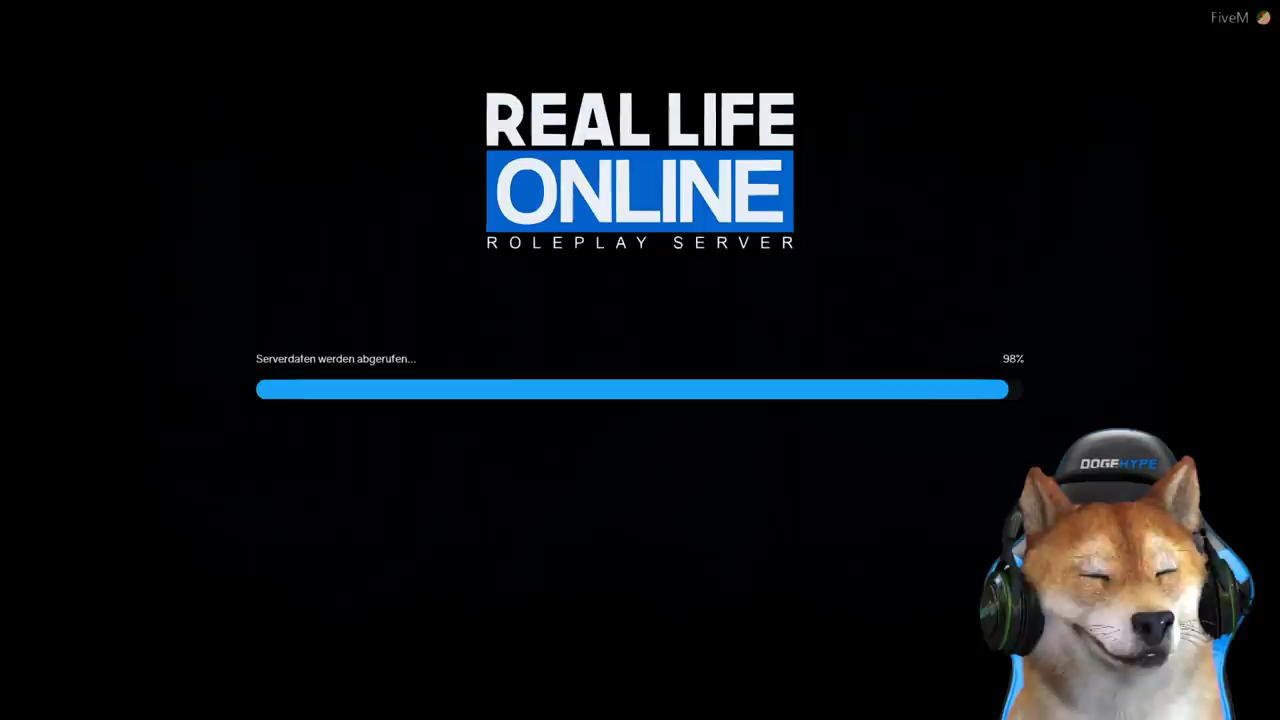 FiveM
REAL LIFE
ONLINE
ROLEPLAY SERVER
Serverdaten werden abgerufen... 98%
DOGEHYPE